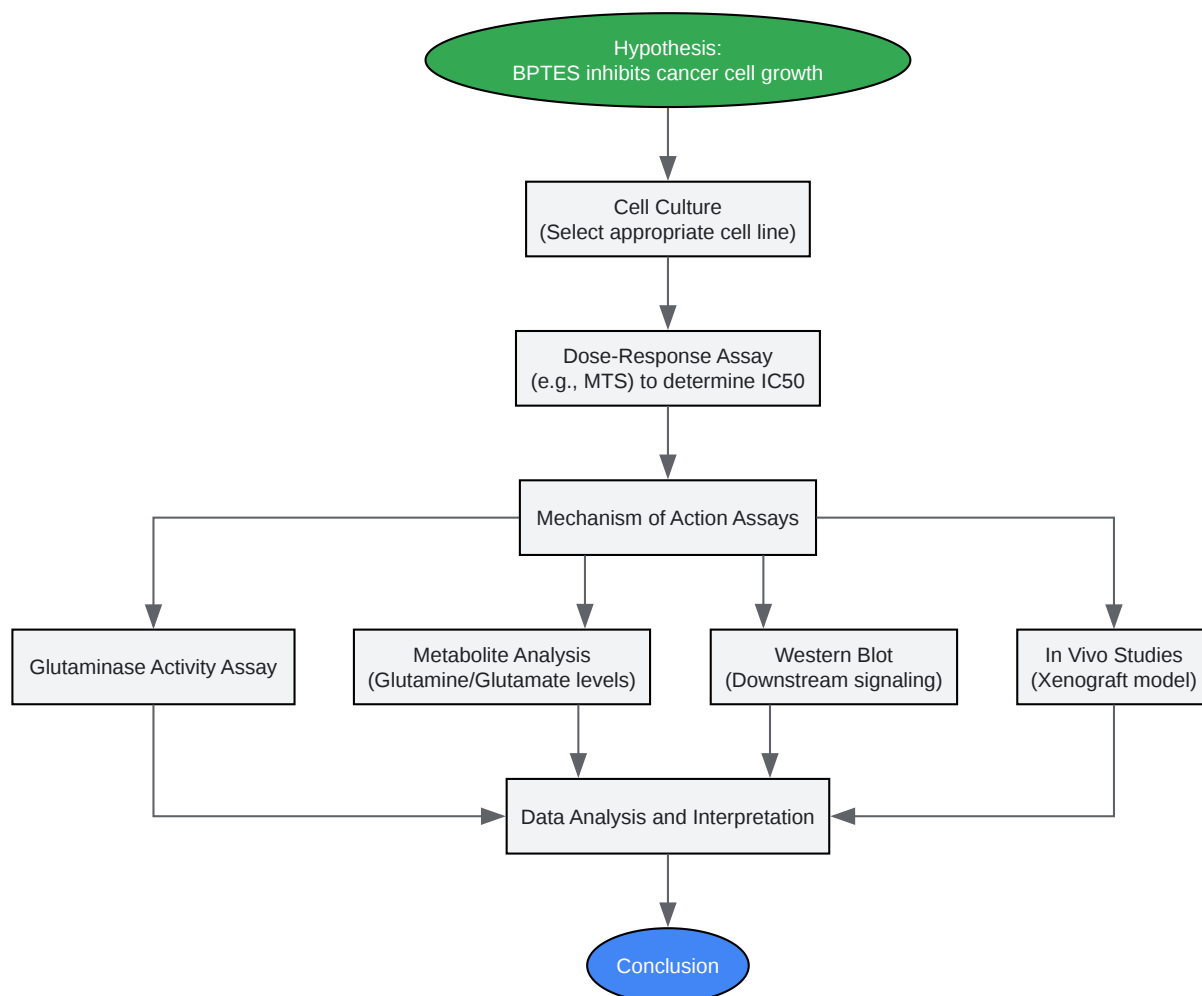 Hypothesis:
BPTES inhibits cancer cell growth
Cell Culture
(Select appropriate cell line)
Dose-Response Assay
(e.g., MTS) to determine IC50
Mechanism of Action Assays
Glutaminase Activity Assay
Metabolite Analysis
(Glutamine/Glutamate levels)
Western Blot
(Downstream signaling)
In Vivo Studies
(Xenograft model)
Data Analysis and Interpretation
Conclusion